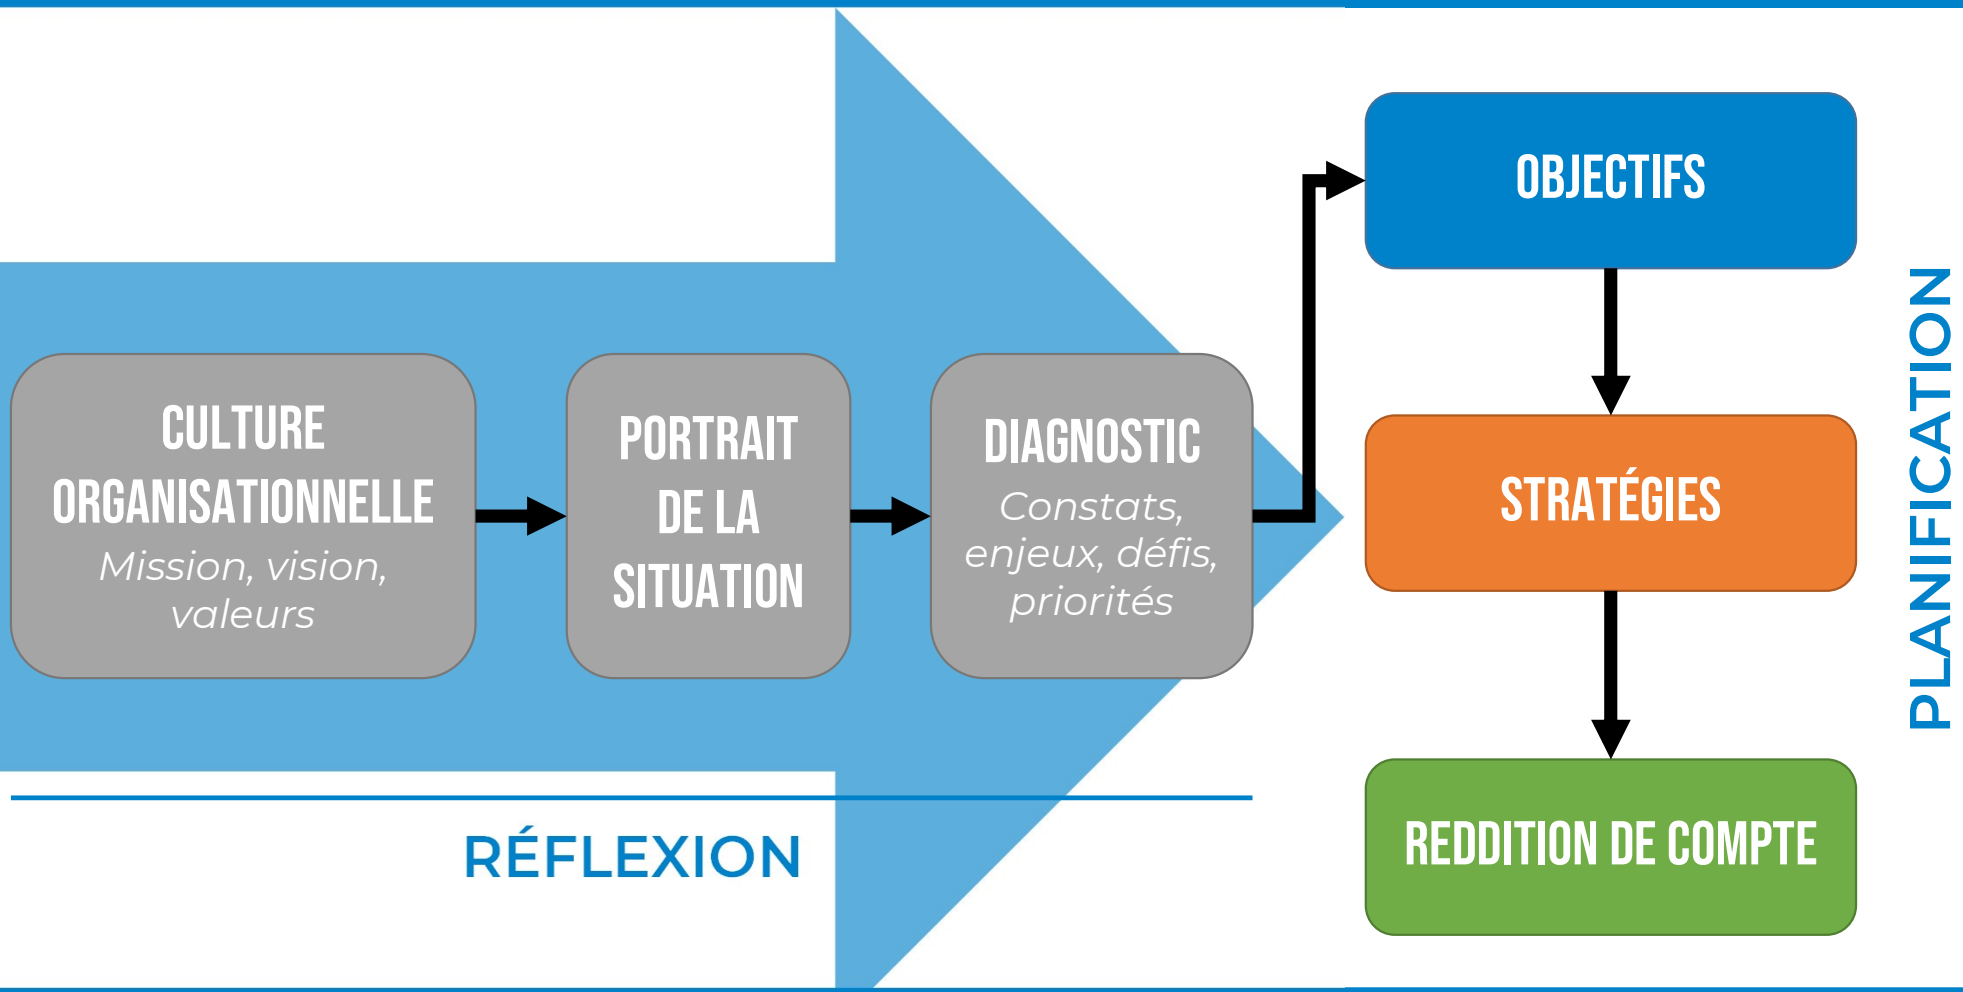 CULTURE
ORGANISATIONNELLE
Mission, vision,
valeurs
PORTRAIT
DE LA
SITUATION
DIAGNOSTIC
Constats,
enjeux, défis,
priorités
RÉFLEXION
OBJECTIFS
STRATÉGIES
REDDITION DE COMPTE
PLANIFICATION